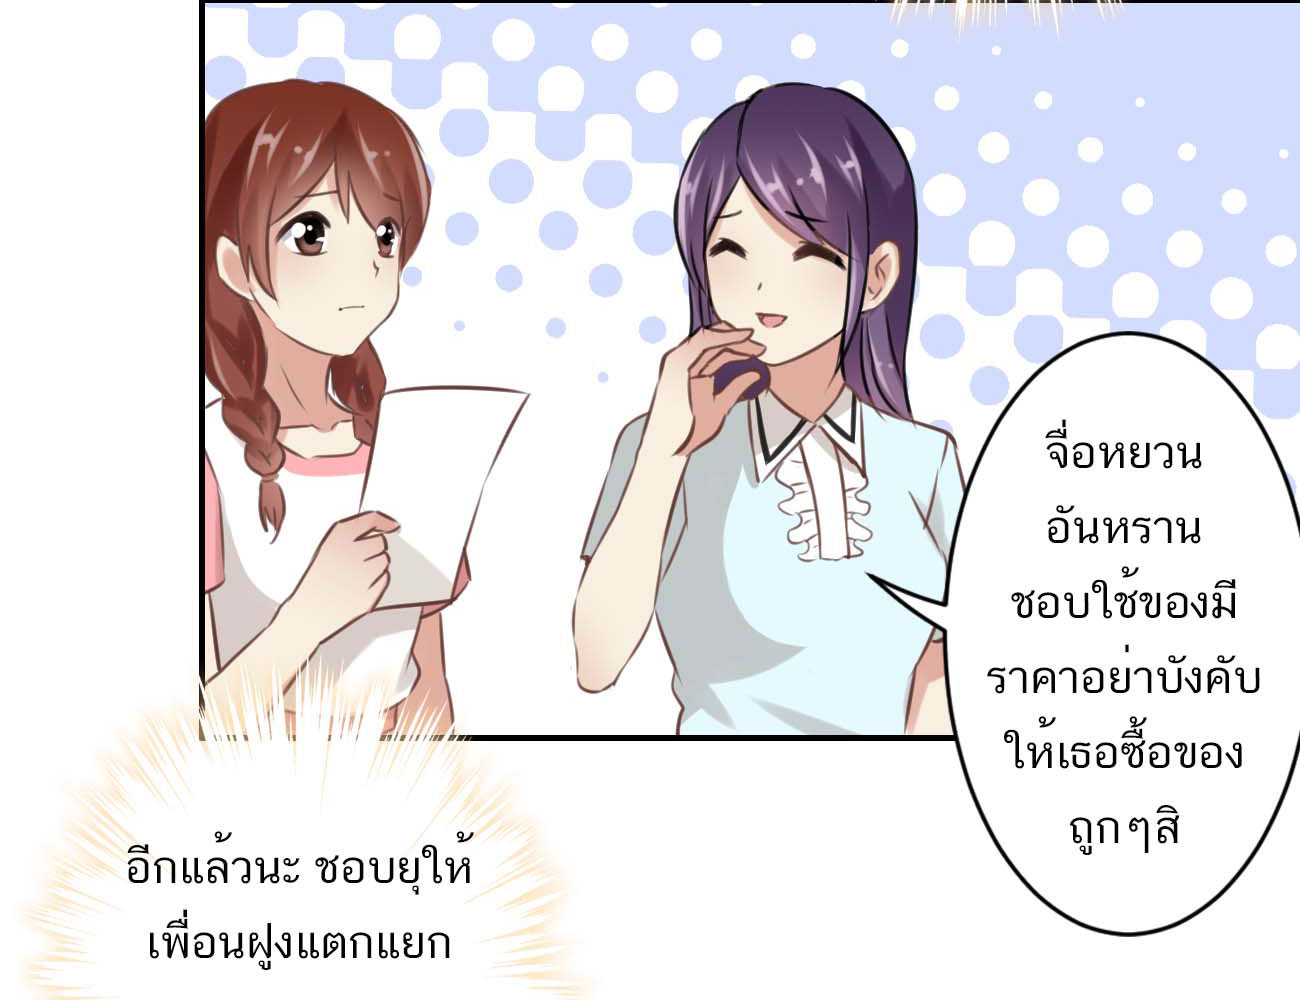 จื่อหยวน
อันหราน
ชอบใช้ของมี
ราคาอย่าบังคับ
ให้เธอซื้อของ
ถูกๆสิ
อีกแล้วนะ ชอบยุให้
เพื่อนฝูงแตกแยก